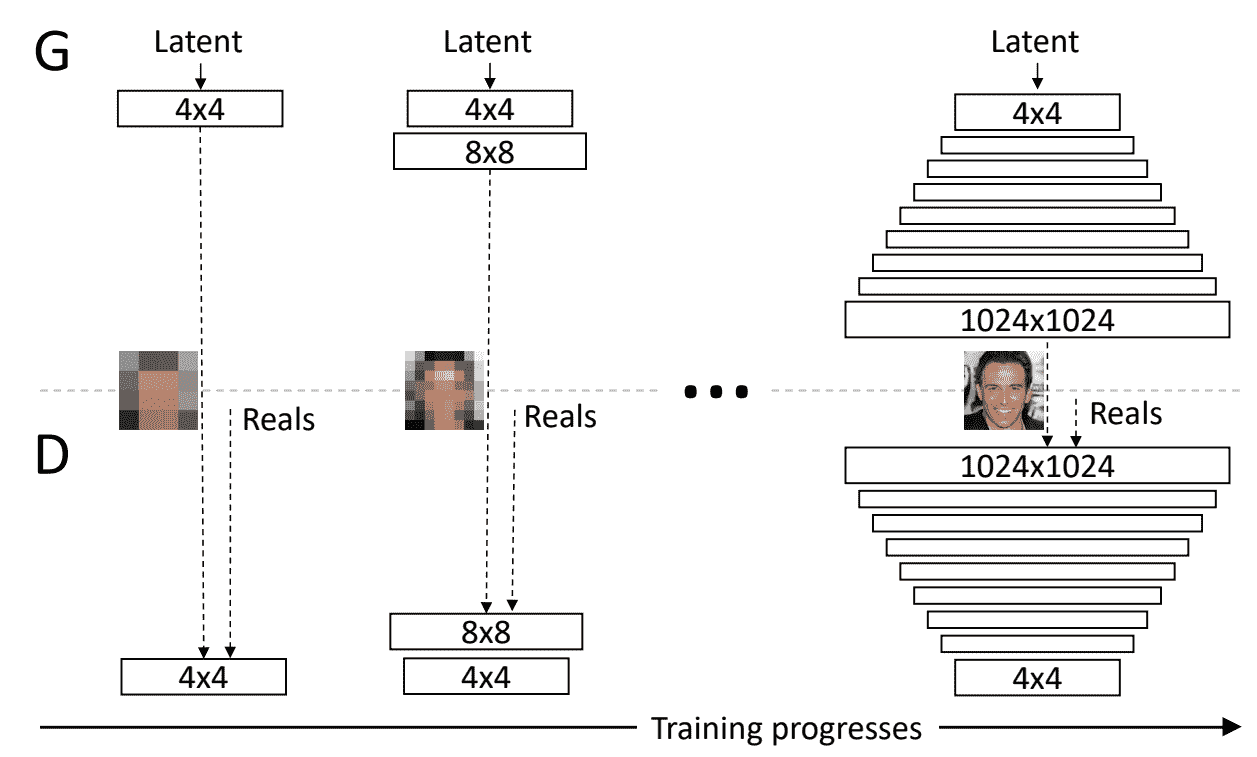 G
Latent
Latent
Latent
4x4
4x4
4x4
8x8
1024x1024
Reals
Reals
Reals
D
1024x1024
8x8
4x4
4x4
4x4
Training progresses